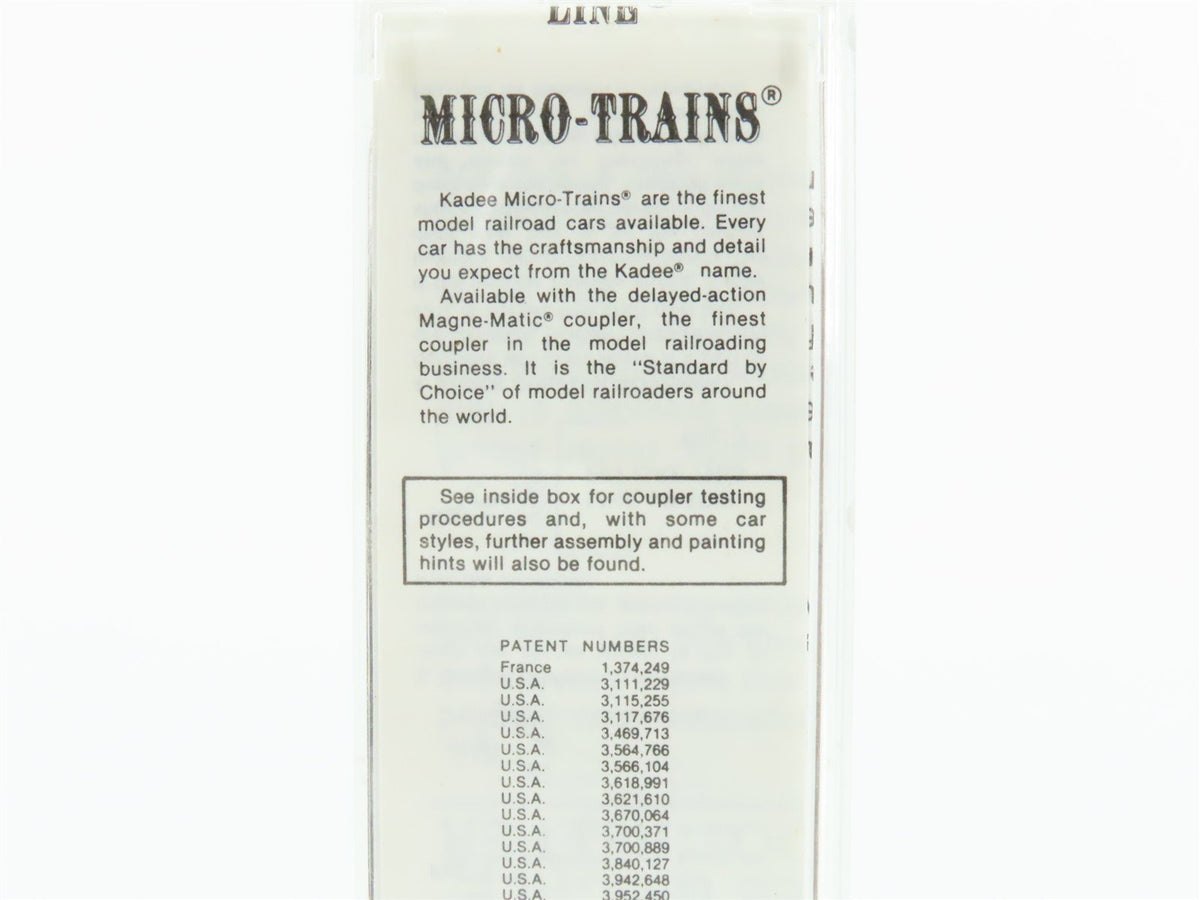 LINE
MICRO-TRAINS®
Kadee Micro-Trains® are the finest
model railroad cars available. Every
car has the craftsmanship and detail
you expect from the Kadee® name.
Available with the delayed-action
Magne-Matic® coupler, the finest
coupler in the model railroading
business. It is the "Standard by
Choice" of model railroaders around
the world.
See inside box for coupler testing
procedures and, with some car
styles, further assembly and painting
hints will also be found.
PATENT NUMBERS
France 1,374,249
U.S.A. 3,111,229
U.S.A. 3,115,255
U.S.A. 3,117,676
U.S.A. 3,469,713
U.S.A. 3,564,766
U.S.A. 3,566,104
U.S.A. 3,618,991
U.S.A. 3,621,610
U.S.A. 3,670,064
U.S.A. 3,700,371
U.S.A. 3,700,889
U.S.A. 3,840,127
U.S.A. 3,942,648
U.S.A. 3,952,450